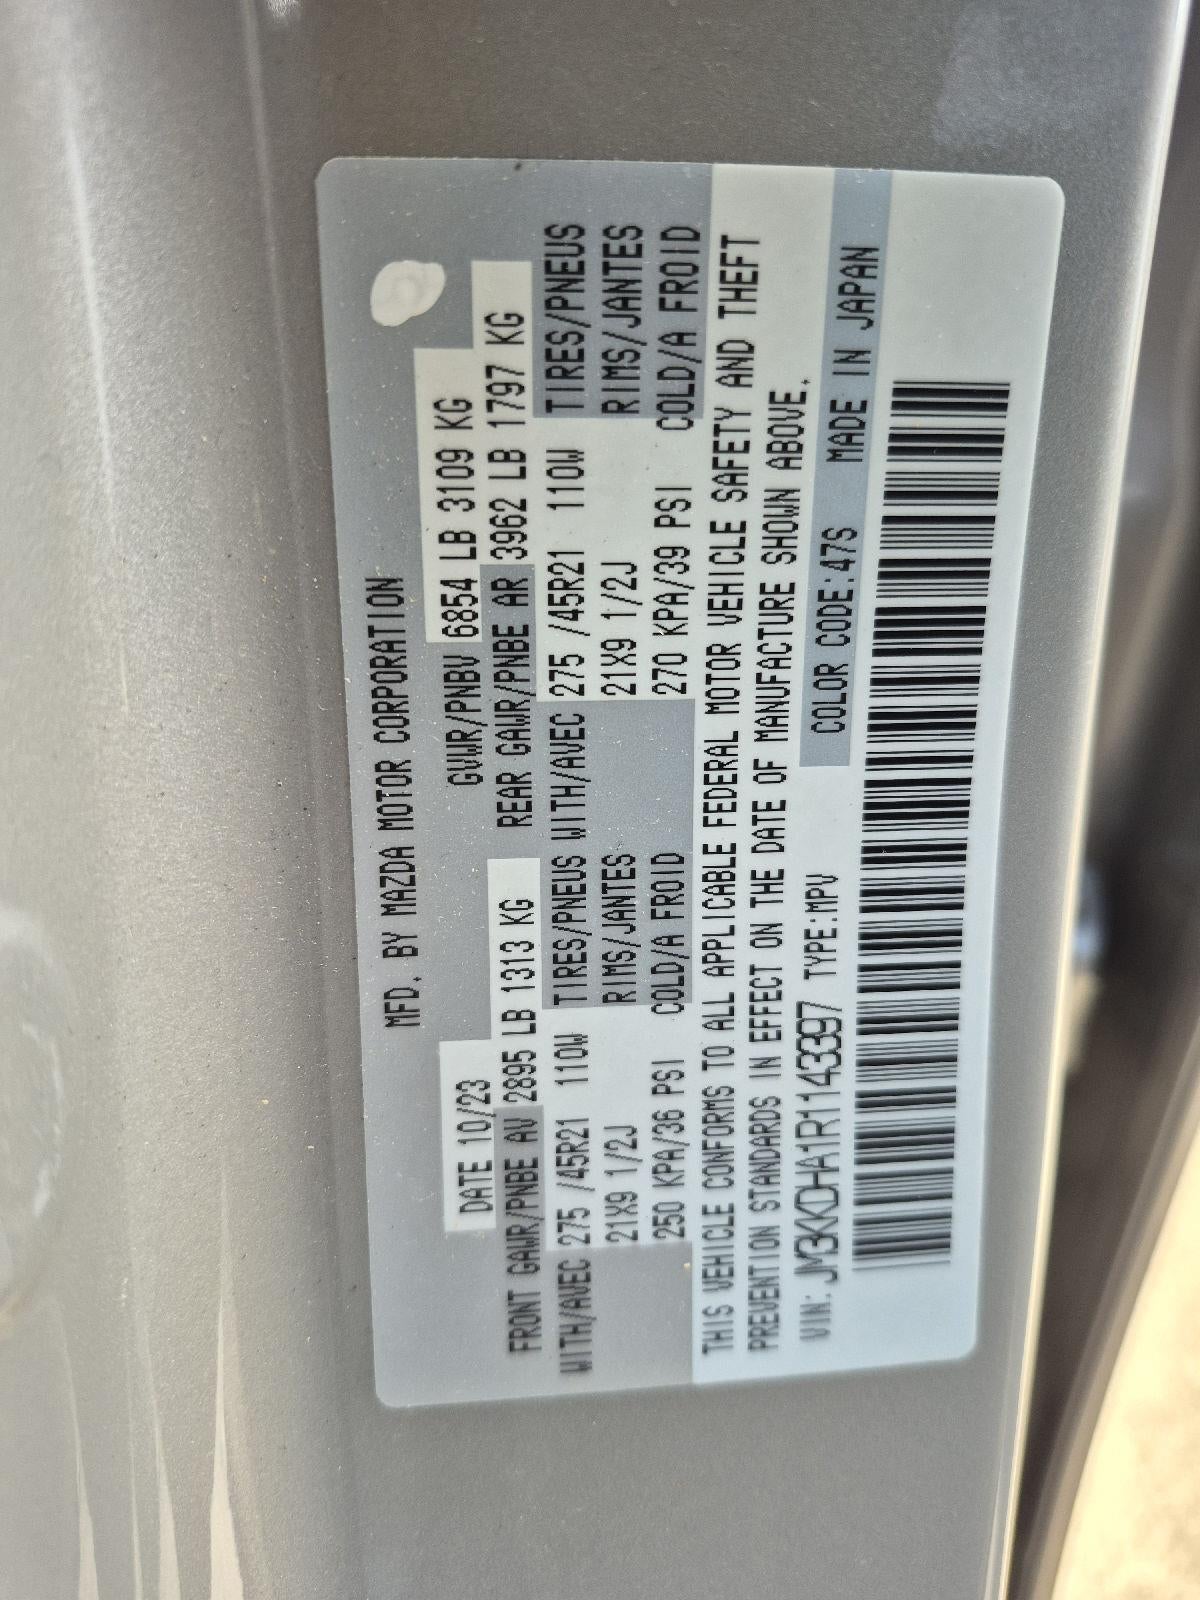 MFD. BY MAZDA MOTOR CORPORATION
DATE 10/23 GVWR/PNBV 6854 LB 3109 KG
FRONT GAWR/PNBE AV 2895 LB 1313 KG REAR GAWR/PNBE AR 3962 LB 1797 KG
WITH/AVEC 275 /45R21 110W TIRES/PNEUS WITH/AVEC 275 /45R21 110W TIRES/PNEUS
21X9 1/2J RIMS/JANTES 21X9 1/2J RIMS/JANTES
250 KPA/36 PSI COLD/A FROID 270 KPA/39 PSI COLD/A FROID
THIS VEHICLE CONFORMS TO ALL APPLICABLE FEDERAL MOTOR VEHICLE SAFETY AND THEFT
PREVENTION STANDARDS IN EFFECT ON THE DATE OF MANUFACTURE SHOWN ABOVE.
VIN: JM3KKDHA1R1143397 TYPE:MPV COLOR CODE:47S MADE IN JAPAN